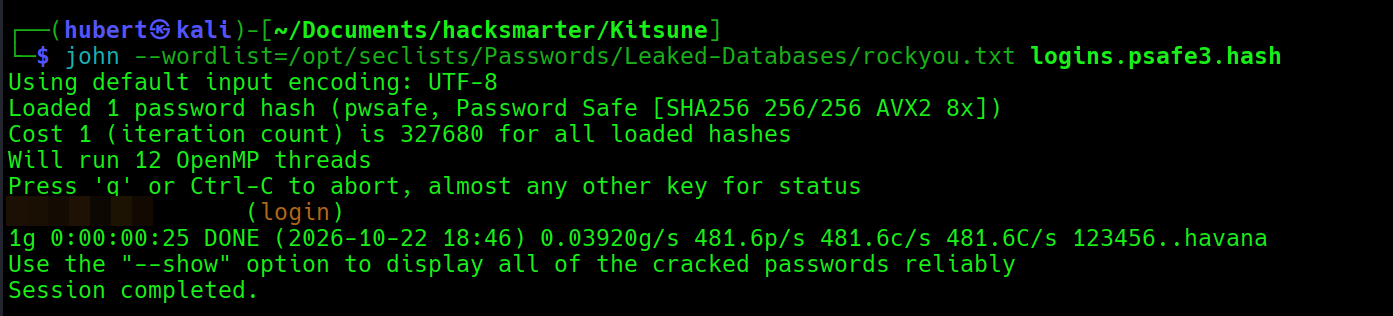 ┌──(hubert㉿kali)-[~/Documents/hacksmarter/Kitsune]
└─$ john --wordlist=/opt/seclists/Passwords/Leaked-Databases/rockyou.txt logins.psafe3.hash
Using default input encoding: UTF-8
Loaded 1 password hash (pwsafe, Password Safe [SHA256 256/256 AVX2 8x])
Cost 1 (iteration count) is 327680 for all loaded hashes
Will run 12 OpenMP threads
Press 'q' or Ctrl-C to abort, almost any other key for status
(login)
1g 0:00:00:25 DONE (2026-10-22 18:46) 0.03920g/s 481.6p/s 481.6c/s 481.6C/s 123456..havana
Use the "--show" option to display all of the cracked passwords reliably
Session completed.